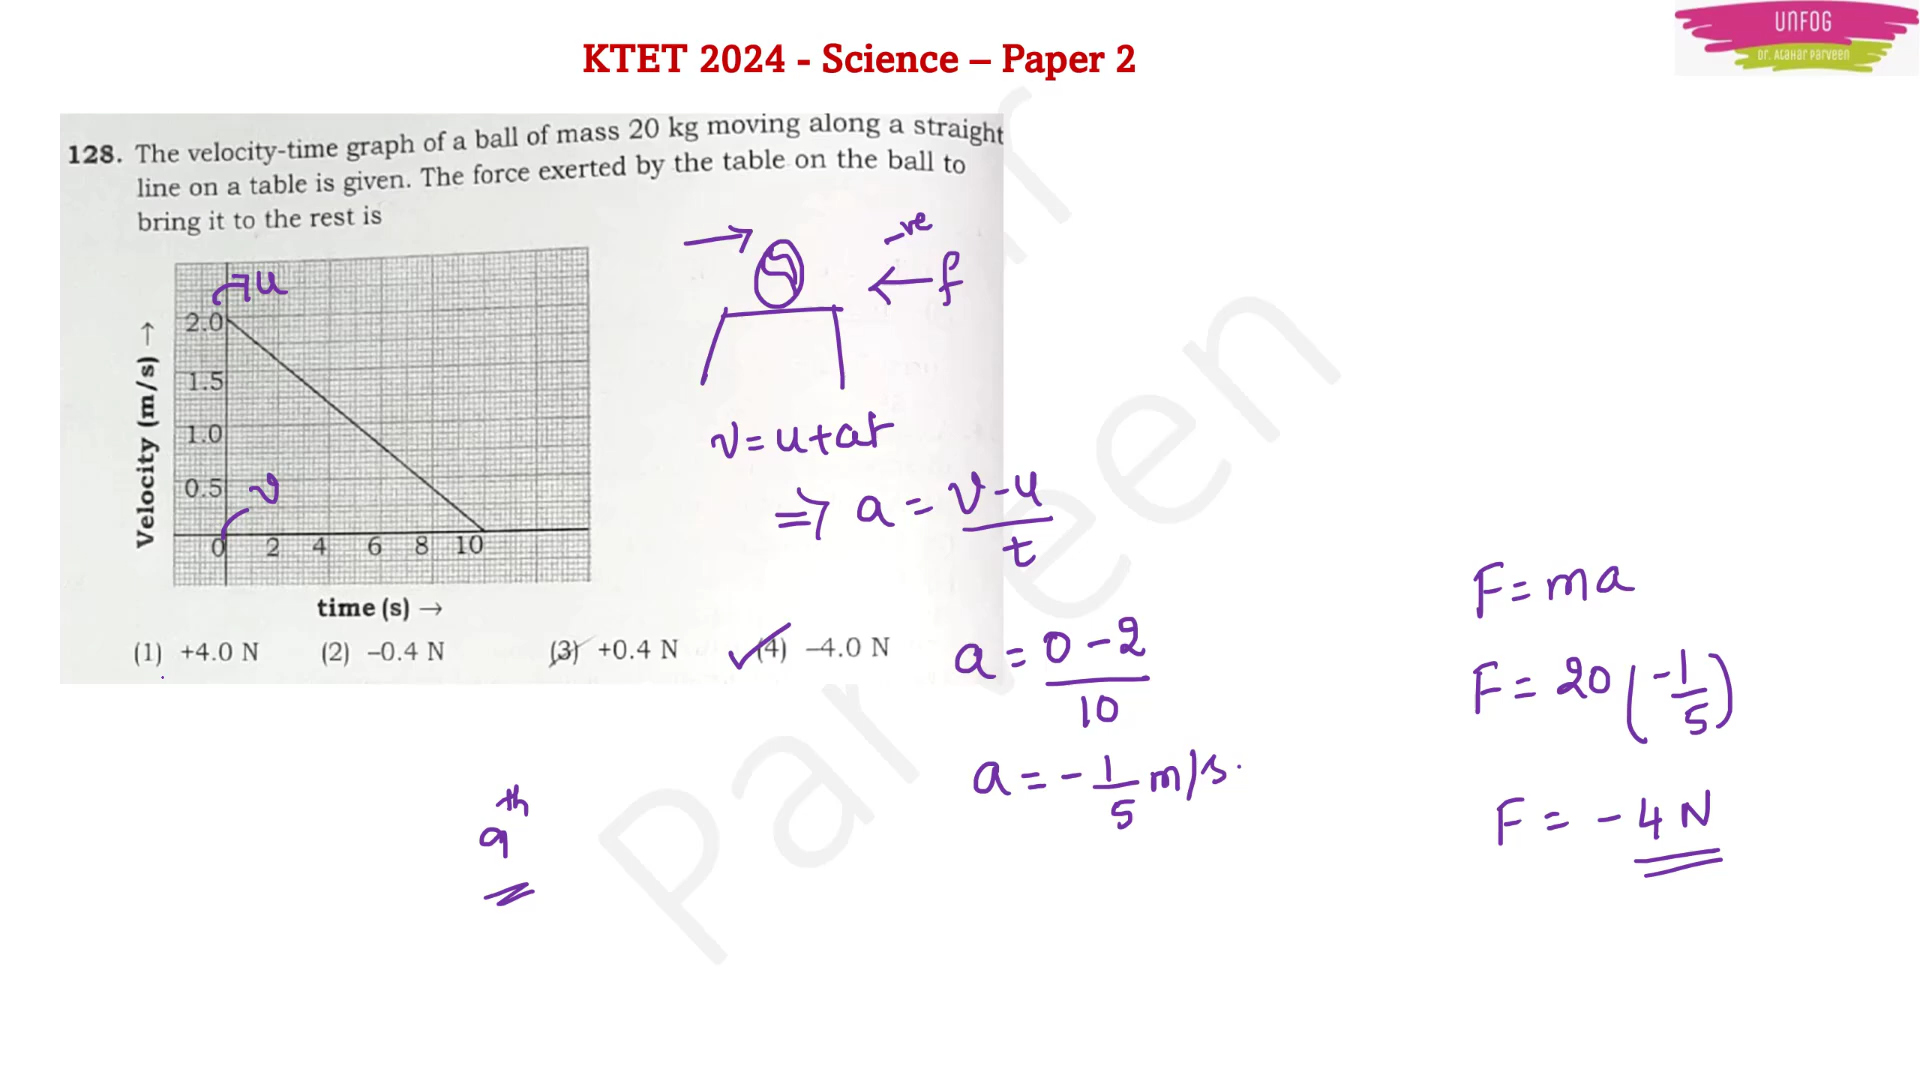 UNFOG
Dr. Atahar Parveen
KTET 2024 - Science – Paper 2
128. The velocity-time graph of a ball of mass 20 kg moving along a straight
line on a table is given. The force exerted by the table on the ball to
bring it to the rest is
-ve
f
u
2.0
1.5
1.0
0.5
v
0 2 4 6 8 10
Velocity (m/s) →
time (s) →
(1) +4.0 N (2) –0.4 N (3) +0.4 N (4) –4.0 N
v = u+at
⇒ a = v-u
t
a = 0-2
10
a = - 1/5 m/s.
F = ma
F = 20 (-1/5)
F = - 4 N
9th
Parveen